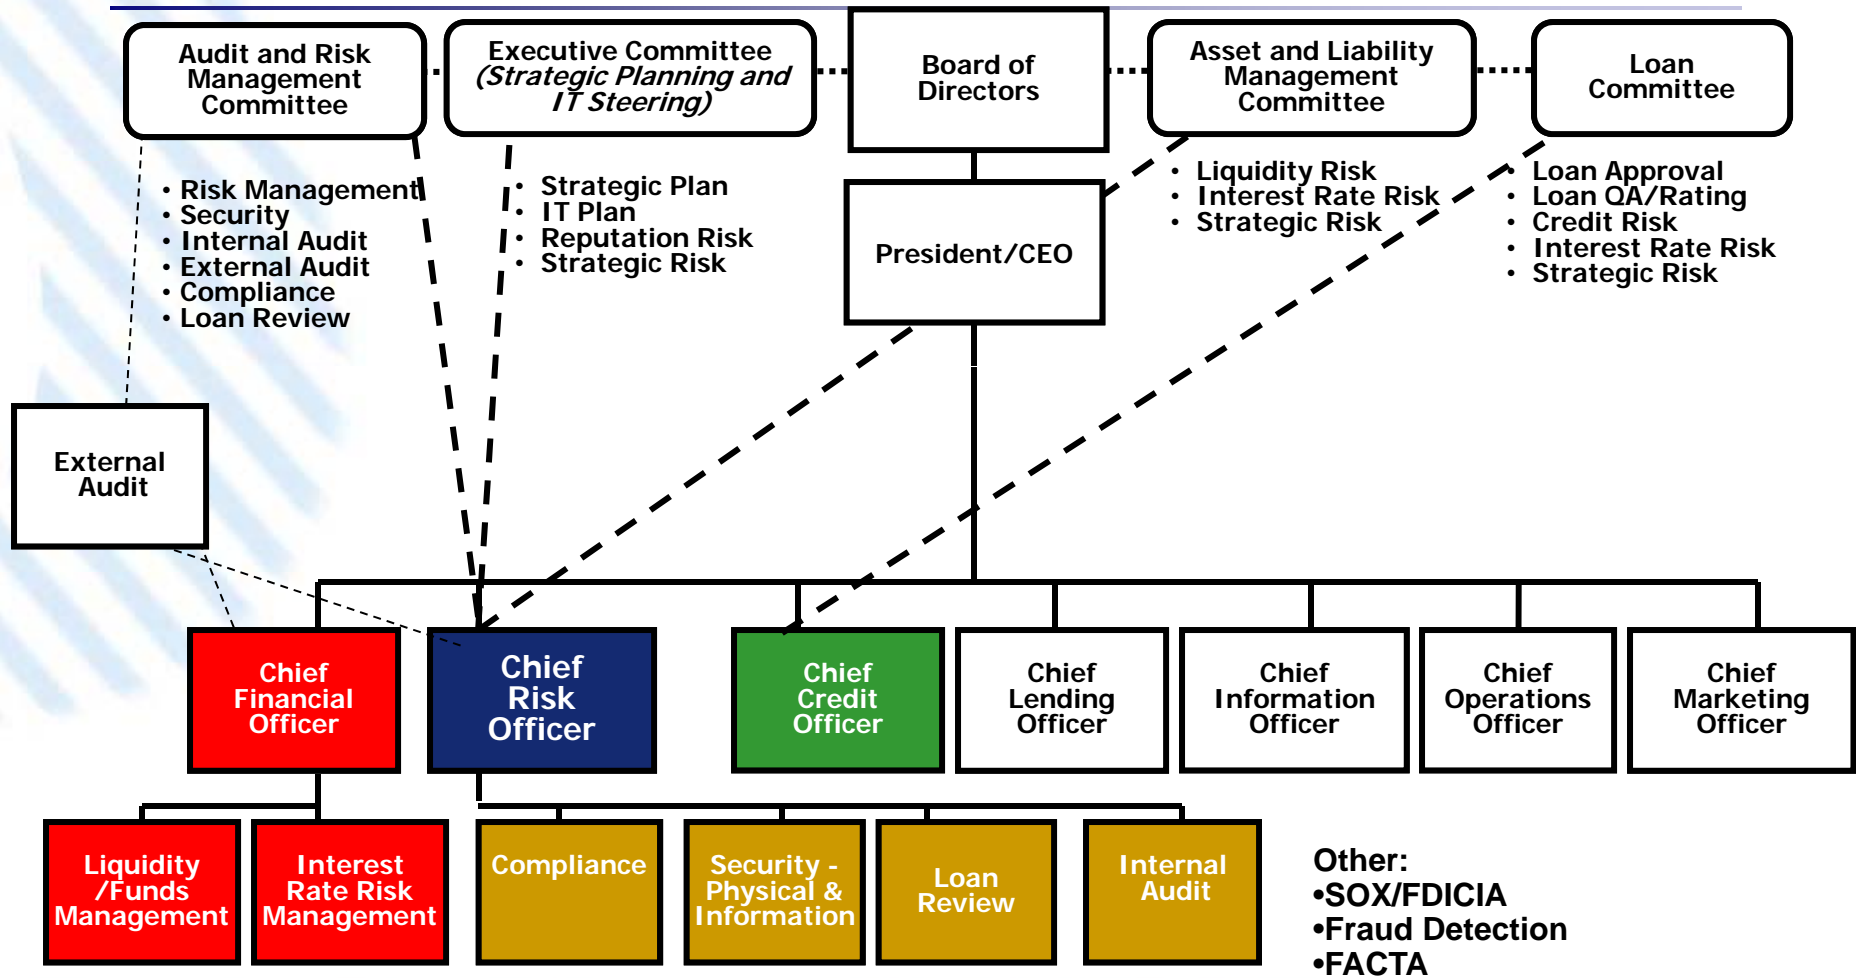 Audit and Risk
Management
Committee
Executive Committee
(Strategic Planning and
IT Steering)
Board of
Directors
Asset and Liability
Management
Committee
Loan
Committee
• Risk Management
• Security
• Internal Audit
• External Audit
• Compliance
• Loan Review
• Strategic Plan
• IT Plan
• Reputation Risk
• Strategic Risk
President/CEO
• Liquidity Risk
• Interest Rate Risk
• Strategic Risk
• Loan Approval
• Loan QA/Rating
• Credit Risk
• Interest Rate Risk
• Strategic Risk
External
Audit
Chief
Financial
Officer
Chief
Risk
Officer
Chief
Credit
Officer
Chief
Lending
Officer
Chief
Information
Officer
Chief
Operations
Officer
Chief
Marketing
Officer
Liquidity
/Funds
Management
Interest
Rate Risk
Management
Compliance
Security -
Physical &
Information
Loan
Review
Internal
Audit
Other:
•SOX/FDICIA
•Fraud Detection
•FACTA